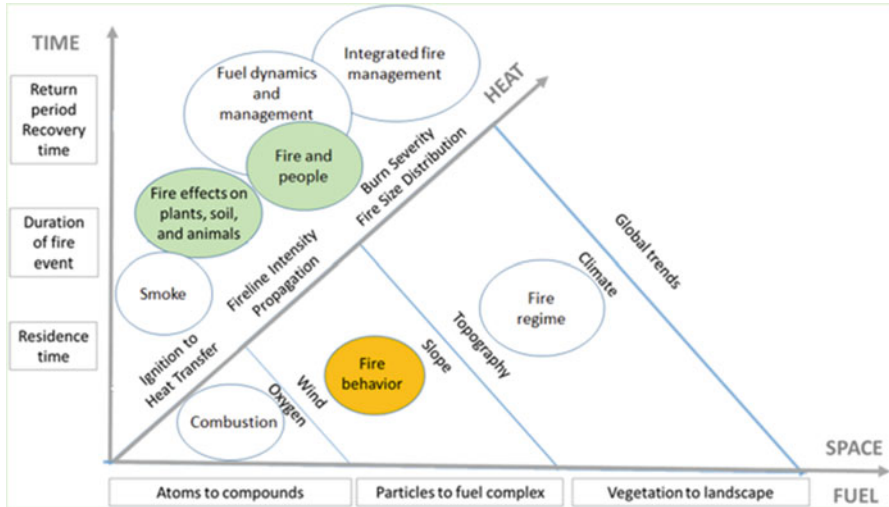 TIME
Return
period
Recovery
time
Duration
of fire
event
Residence
time
Integrated fire
management
Fuel dynamics
and
management
Fire and
people
Fire effects on
plants, soil,
and animals
Smoke
HEAT
Burn Severity
Fire Size Distribution
Fireline Intensity
Propagation
Ignition to
Heat Transfer
Combustion
Oxygen
Wind
Fire
behavior
Slope
Topography
Fire
regime
Climate
Global trends
SPACE
FUEL
Atoms to compounds
Particles to fuel complex
Vegetation to landscape